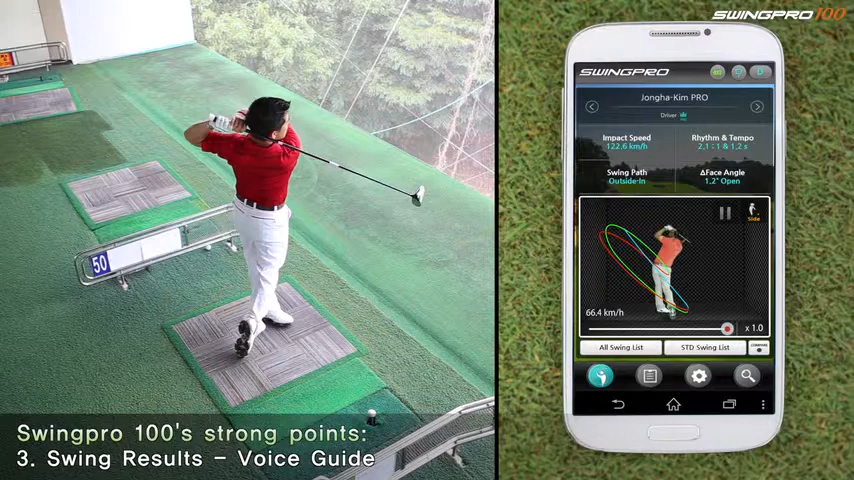 SWINGPRO 100
SWINGPRO
Jongha-Kim PRO
Driver
Impact Speed
122.6 km/h
Rhythm & Tempo
2.1 : 1 & 1.2 s
Swing Path
Outside-In
ΔFace Angle
1.2° Open
Side
66.4 km/h
x 1.0
All Swing List
STD Swing List
COMPARE
50
Swingpro 100's strong points:
3. Swing Results - Voice Guide